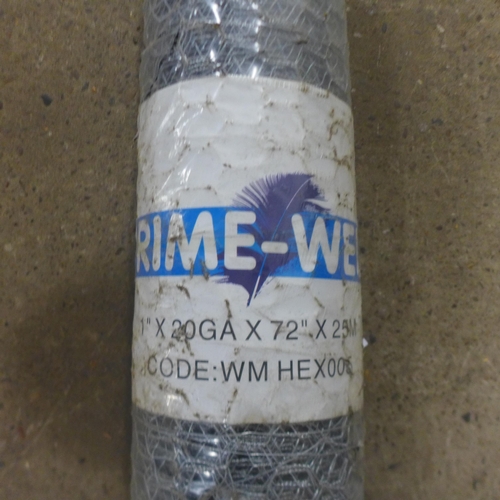 RIME-WE
1" X 20GA X 72" X 25M
CODE:WM HEX00